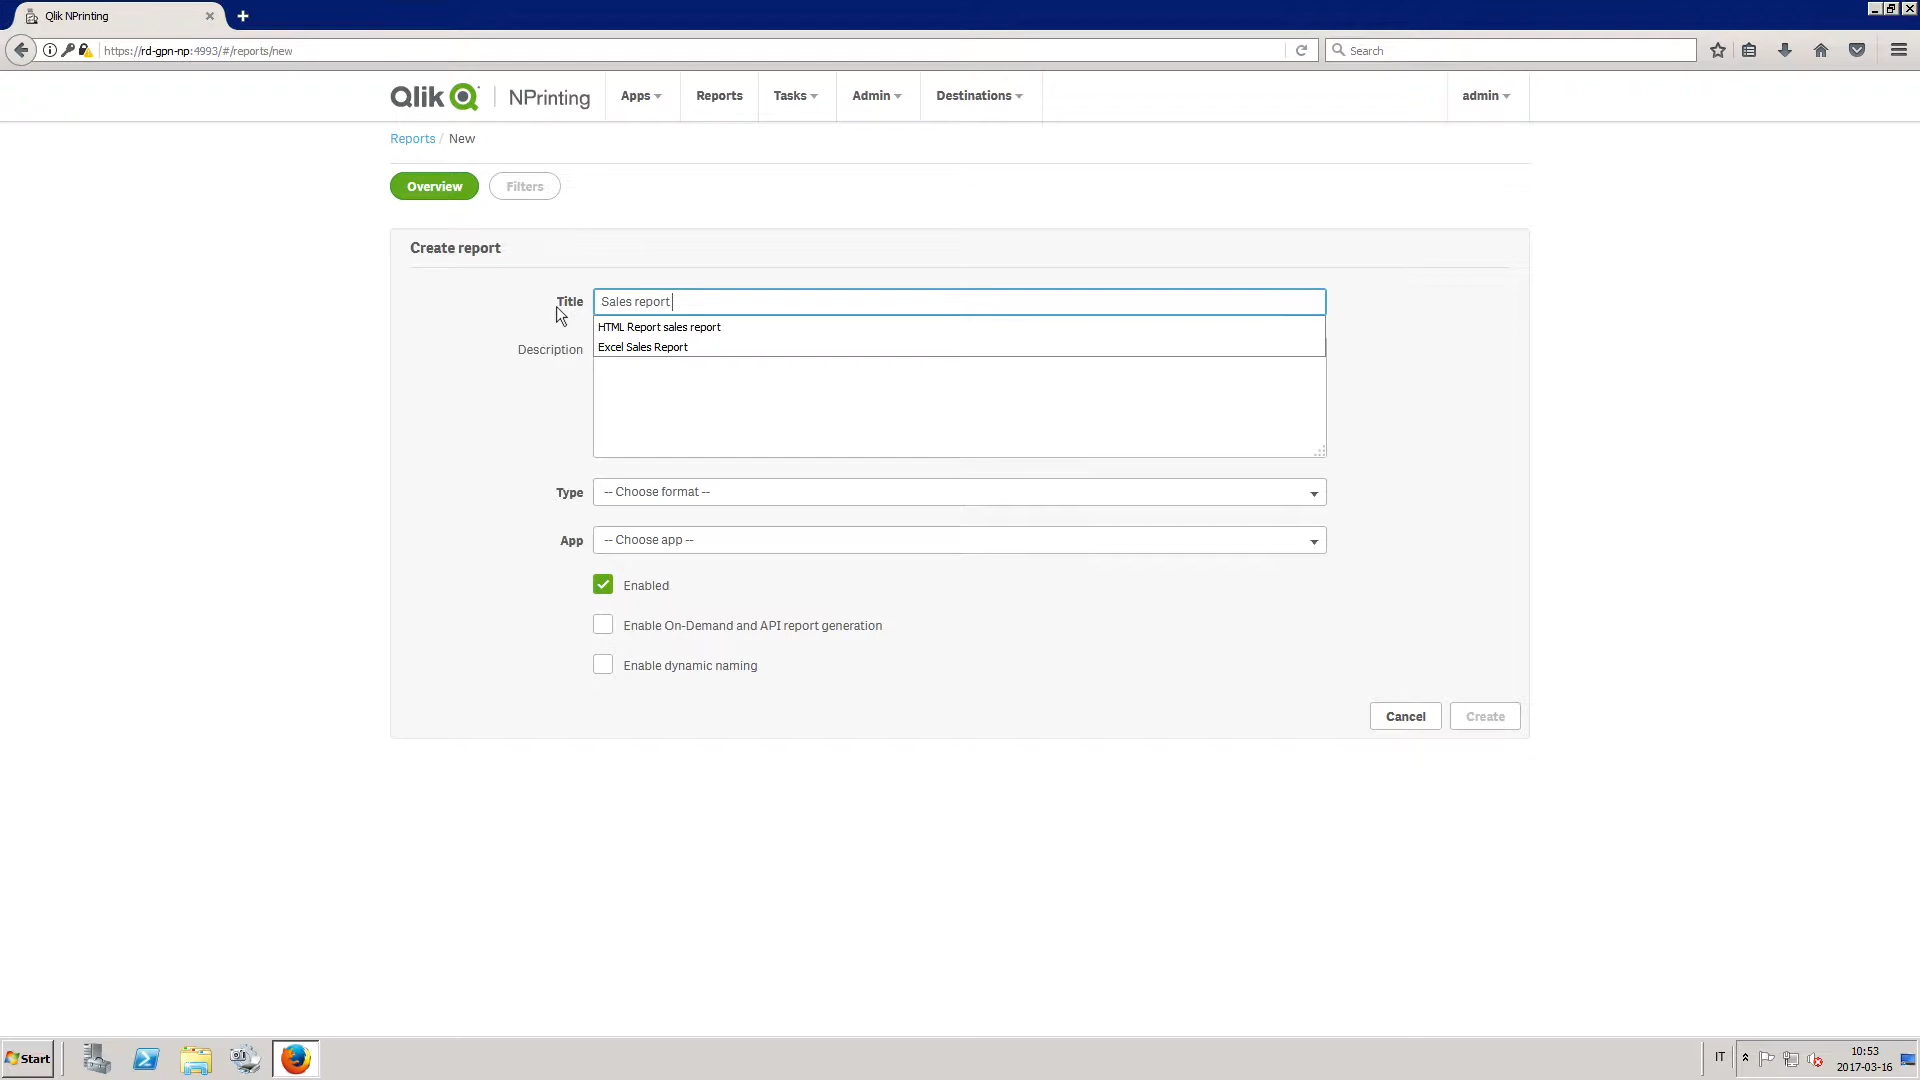 Qlik NPrinting
https://rd-gpn-np:4993/#/reports/new
Search
Qlik Q NPrinting Apps Reports Tasks Admin Destinations admin
Reports / New
Overview Filters
Create report
Title Sales report
HTML Report sales report
Excel Sales Report
Description
Type -- Choose format --
App -- Choose app --
Enabled
Enable On-Demand and API report generation
Enable dynamic naming
Cancel Create
Start IT 10:53
2017-03-16